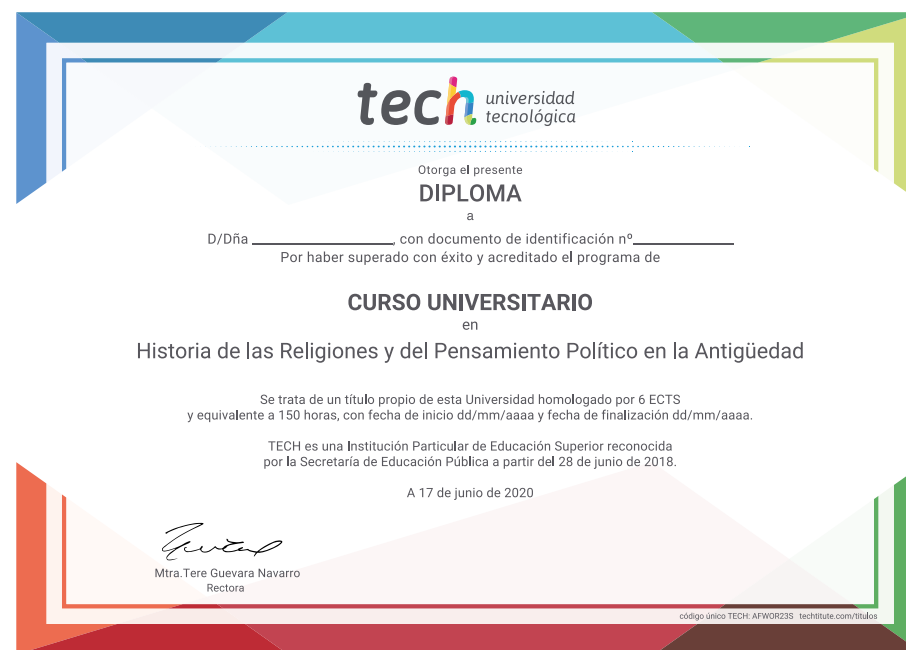 tech universidad
tecnológica
Otorga el presente
DIPLOMA
a
D/Dña ____________________, con documento de identificación nº______________
Por haber superado con éxito y acreditado el programa de
CURSO UNIVERSITARIO
en
Historia de las Religiones y del Pensamiento Político en la Antigüedad
Se trata de un título propio de esta Universidad homologado por 6 ECTS
y equivalente a 150 horas, con fecha de inicio dd/mm/aaaa y fecha de finalización dd/mm/aaaa.
TECH es una Institución Particular de Educación Superior reconocida
por la Secretaría de Educación Pública a partir del 28 de junio de 2018.
A 17 de junio de 2020
Mtra.Tere Guevara Navarro
Rectora
código único TECH: AFWOR23S techtitute.com/titulos